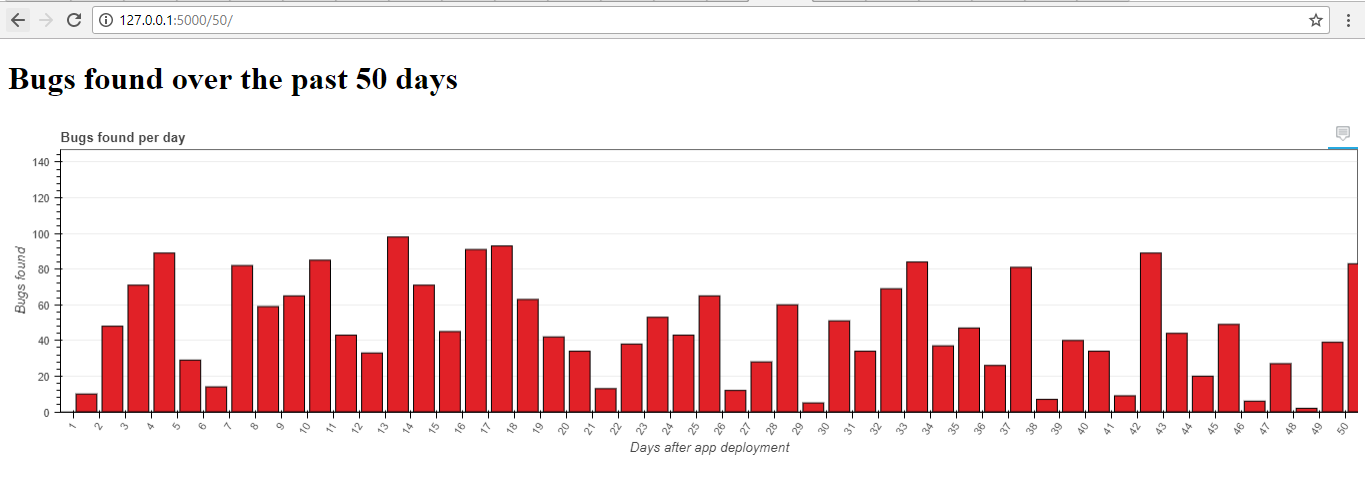 127.0.0.1:5000/50/
Bugs found over the past 50 days
Bugs found per day
140
120
100
80
60
40
20
0
Bugs found
1 2 3 4 5 6 7 8 9 10 11 12 13 14 15 16 17 18 19 20 21 22 23 24 25 26 27 28 29 30 31 32 33 34 35 36 37 38 39 40 41 42 43 44 45 46 47 48 49 50
Days after app deployment